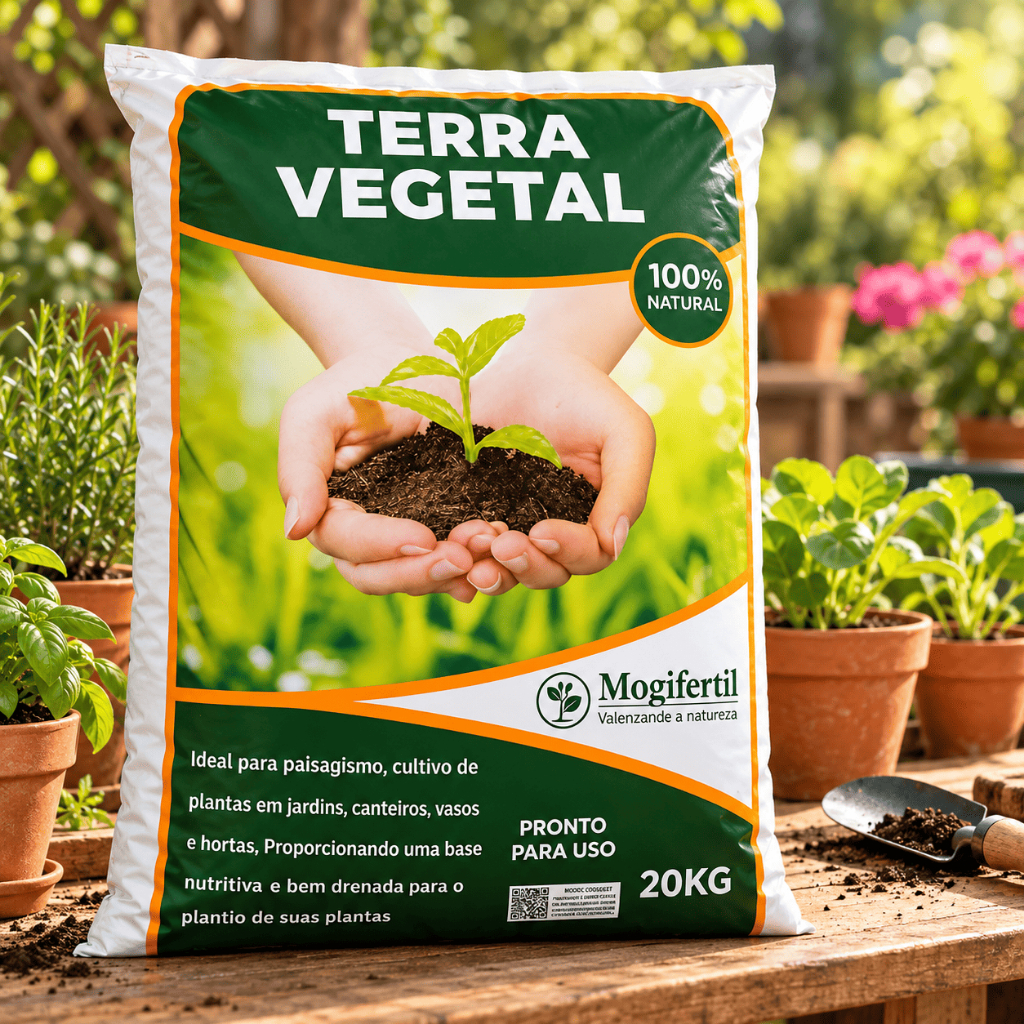 TERRA
VEGETAL
100%
NATURAL
Mogifertil
Valenzande a natureza
Ideal para paisagismo, cultivo de
plantas em jardins, canteiros, vasos
e hortas, Proporcionando uma base
nutritiva e bem drenada para o
plantio de suas plantas
PRONTO
PARA USO
20KG